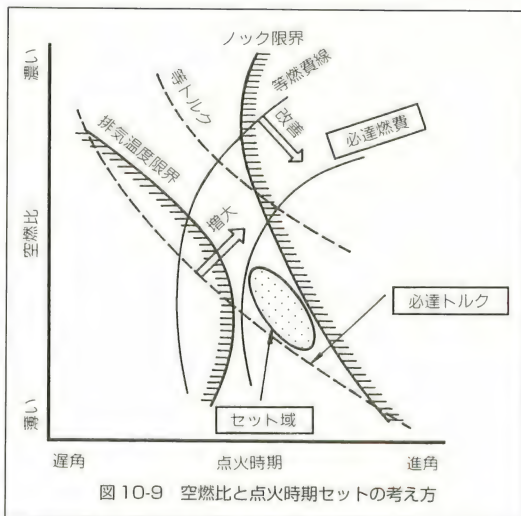 ノック限界
濃い
等トルク
等燃費線
改善
必達燃費
排気温度限界
増大
空燃比
必達トルク
セット域
薄い
遅角
点火時期
進角
図 10-9 空燃比と点火時期セットの考え方